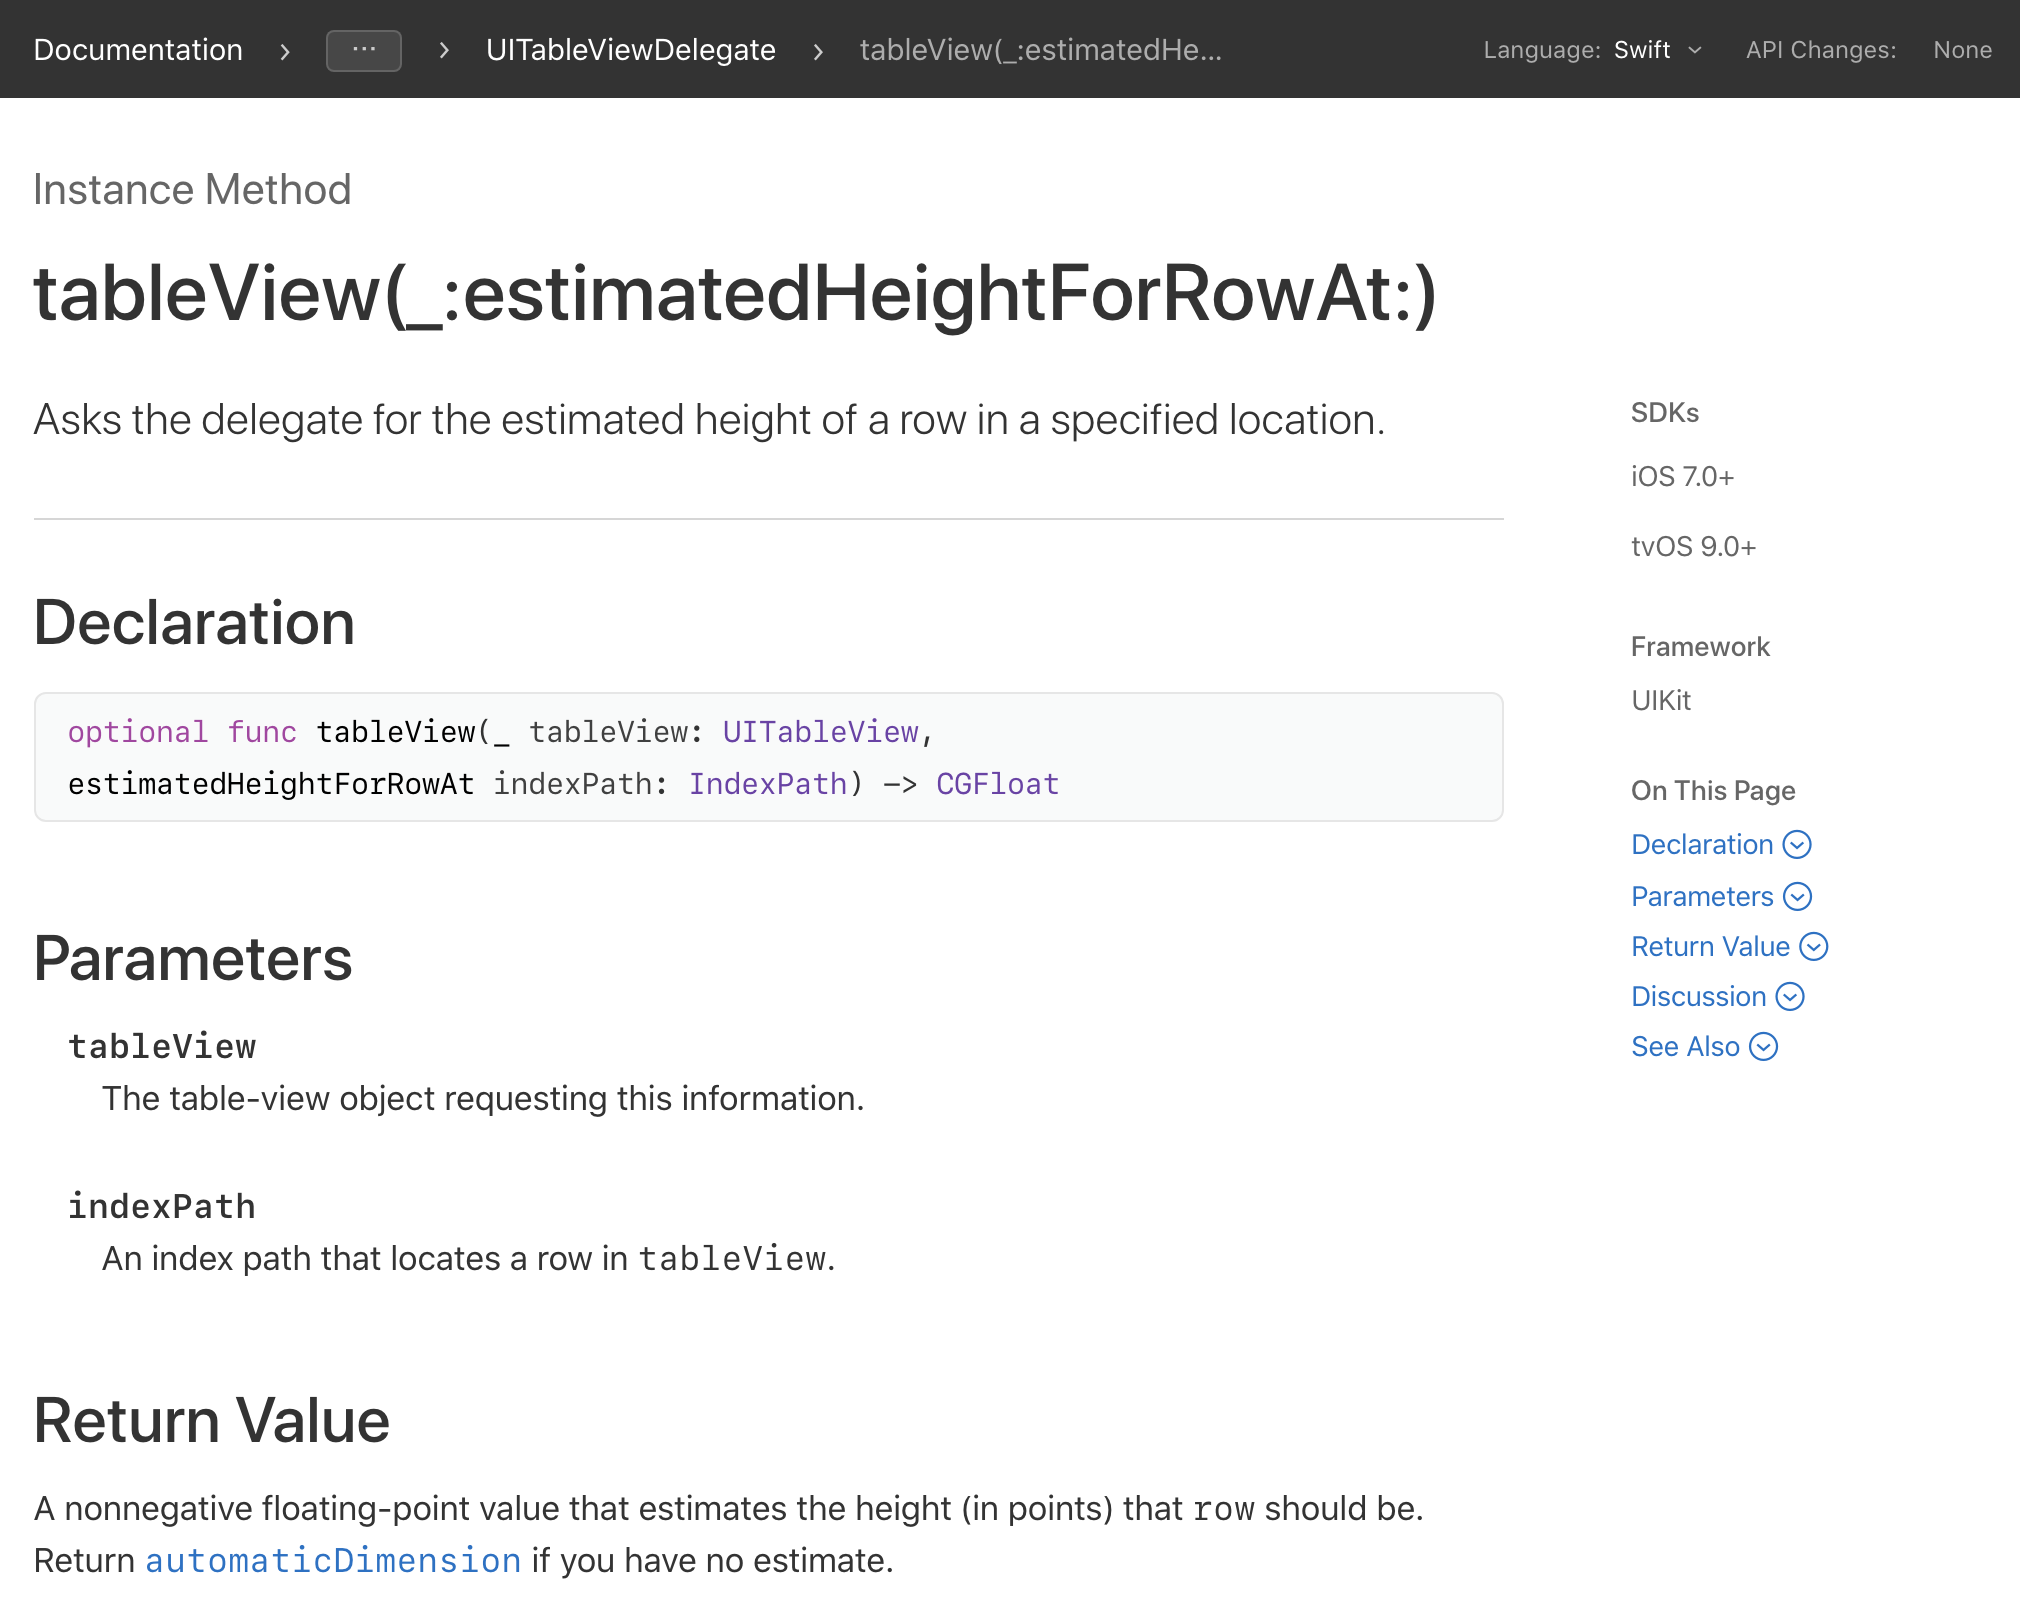 Documentation > ··· > UITableViewDelegate > tableView(_:estimatedHe... Language: Swift API Changes: None
Instance Method
tableView(_:estimatedHeightForRowAt:)
Asks the delegate for the estimated height of a row in a specified location.
SDKs
iOS 7.0+
tvOS 9.0+
Framework
UIKit
On This Page
Declaration
Parameters
Return Value
Discussion
See Also
Declaration
optional func tableView(_ tableView: UITableView,
estimatedHeightForRowAt indexPath: IndexPath) -> CGFloat
Parameters
tableView
The table-view object requesting this information.
indexPath
An index path that locates a row in tableView.
Return Value
A nonnegative floating-point value that estimates the height (in points) that row should be.
Return automaticDimension if you have no estimate.